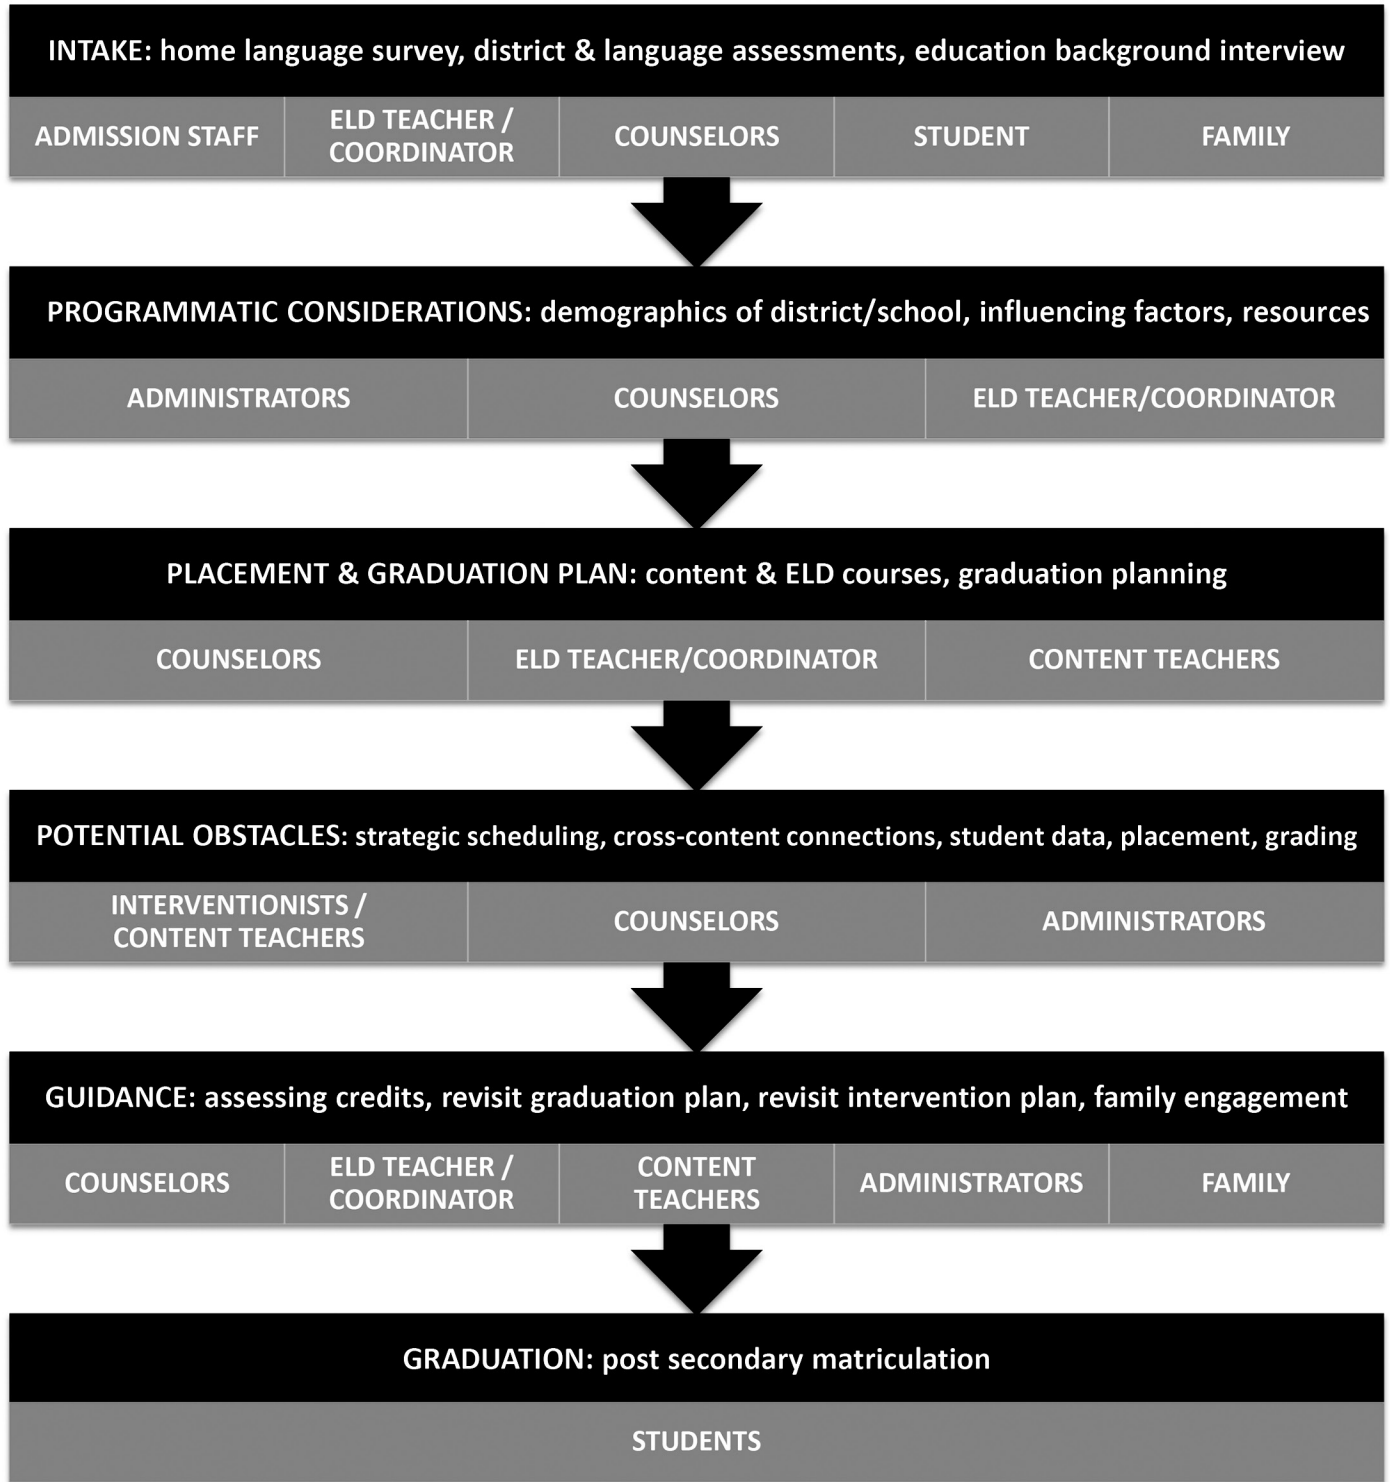 INTAKE: home language survey, district & language assessments, education background interview
ADMISSION STAFF
ELD TEACHER /
COORDINATOR
COUNSELORS
STUDENT
FAMILY
PROGRAMMATIC CONSIDERATIONS: demographics of district/school, influencing factors, resources
ADMINISTRATORS
COUNSELORS
ELD TEACHER/COORDINATOR
PLACEMENT & GRADUATION PLAN: content & ELD courses, graduation planning
COUNSELORS
ELD TEACHER/COORDINATOR
CONTENT TEACHERS
POTENTIAL OBSTACLES: strategic scheduling, cross-content connections, student data, placement, grading
INTERVENTIONISTS /
CONTENT TEACHERS
COUNSELORS
ADMINISTRATORS
GUIDANCE: assessing credits, revisit graduation plan, revisit intervention plan, family engagement
COUNSELORS
ELD TEACHER /
COORDINATOR
CONTENT
TEACHERS
ADMINISTRATORS
FAMILY
GRADUATION: post secondary matriculation
STUDENTS